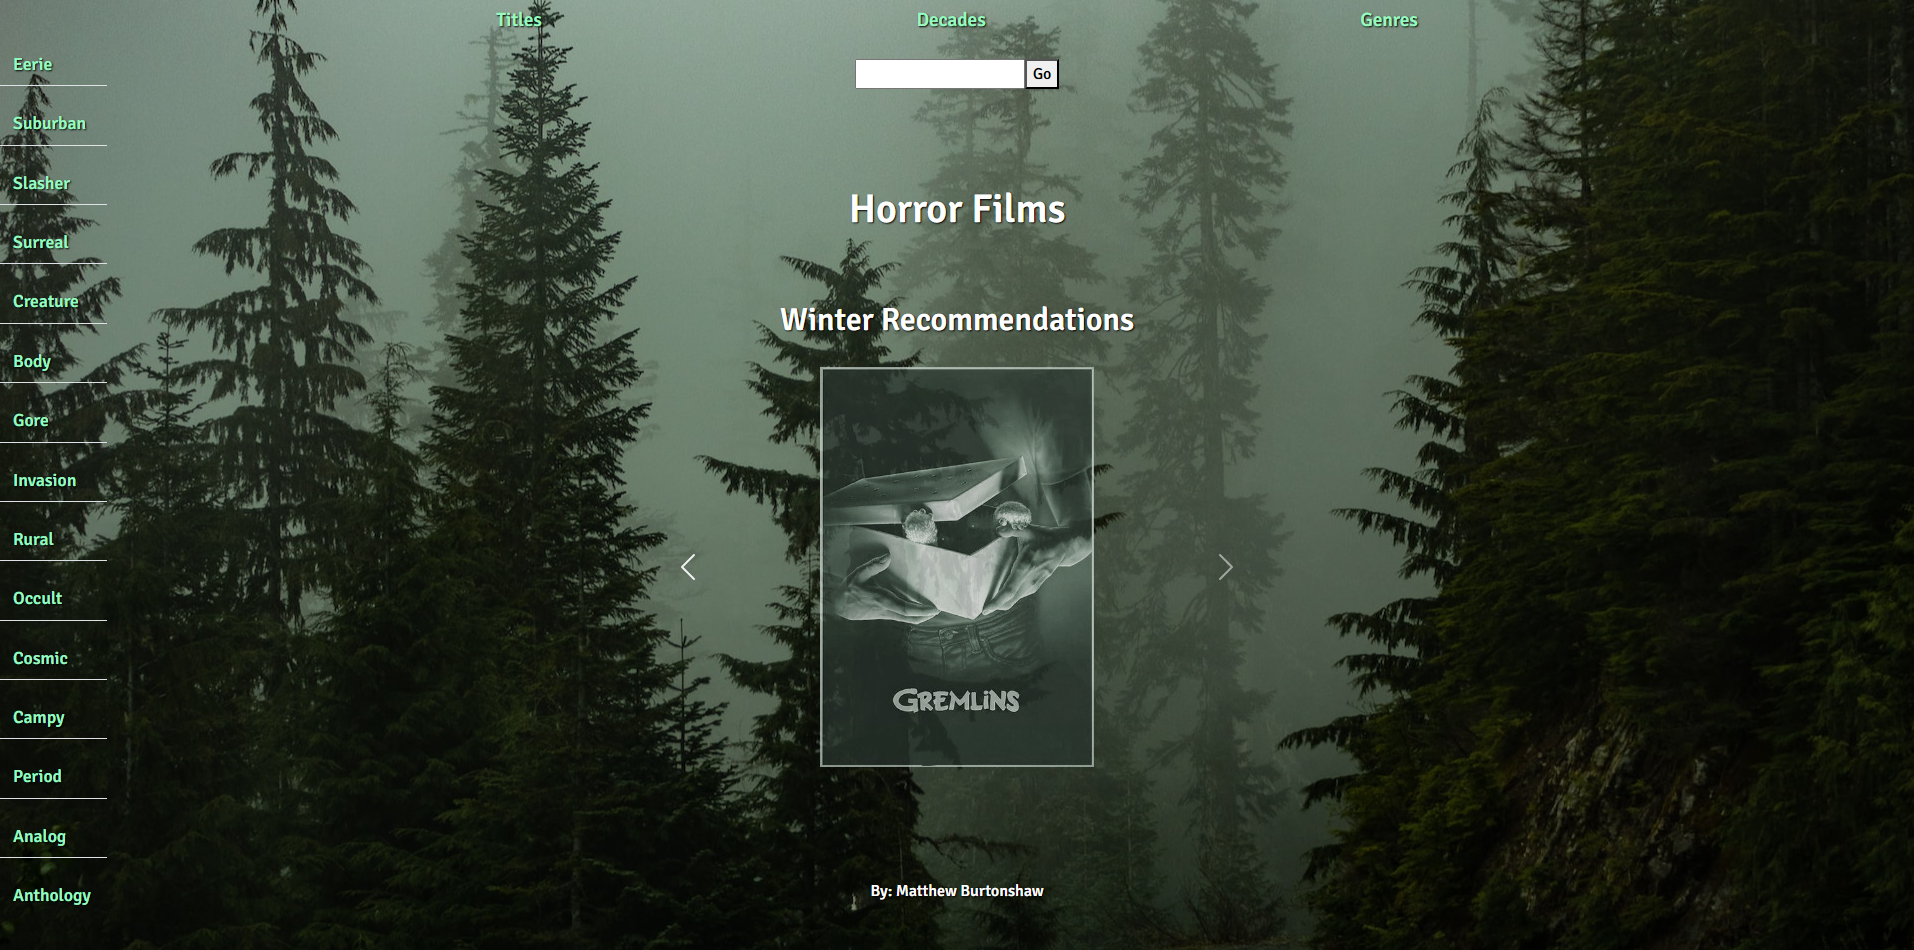 Titles
Decades
Genres
Go
Eerie
Suburban
Slasher
Surreal
Creature
Body
Gore
Invasion
Rural
Occult
Cosmic
Campy
Period
Analog
Anthology
Horror Films
Winter Recommendations
GREMLiNS
By: Matthew Burtonshaw